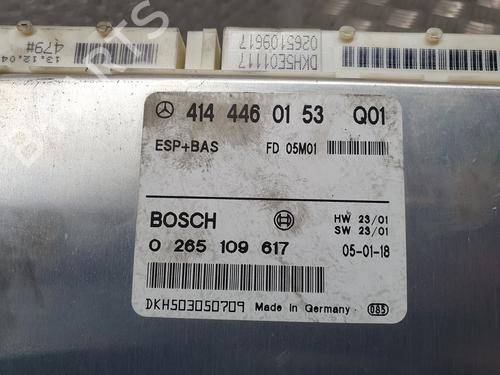 13.12.04
479#
DKH5E01117
0265109617
414 446 01 53 Q01
ESP+BAS FD 05M01
BOSCH HW 23/01
SW 23/01
0 265 109 617 05-01-18
DKH503050709 Made in Germany 085